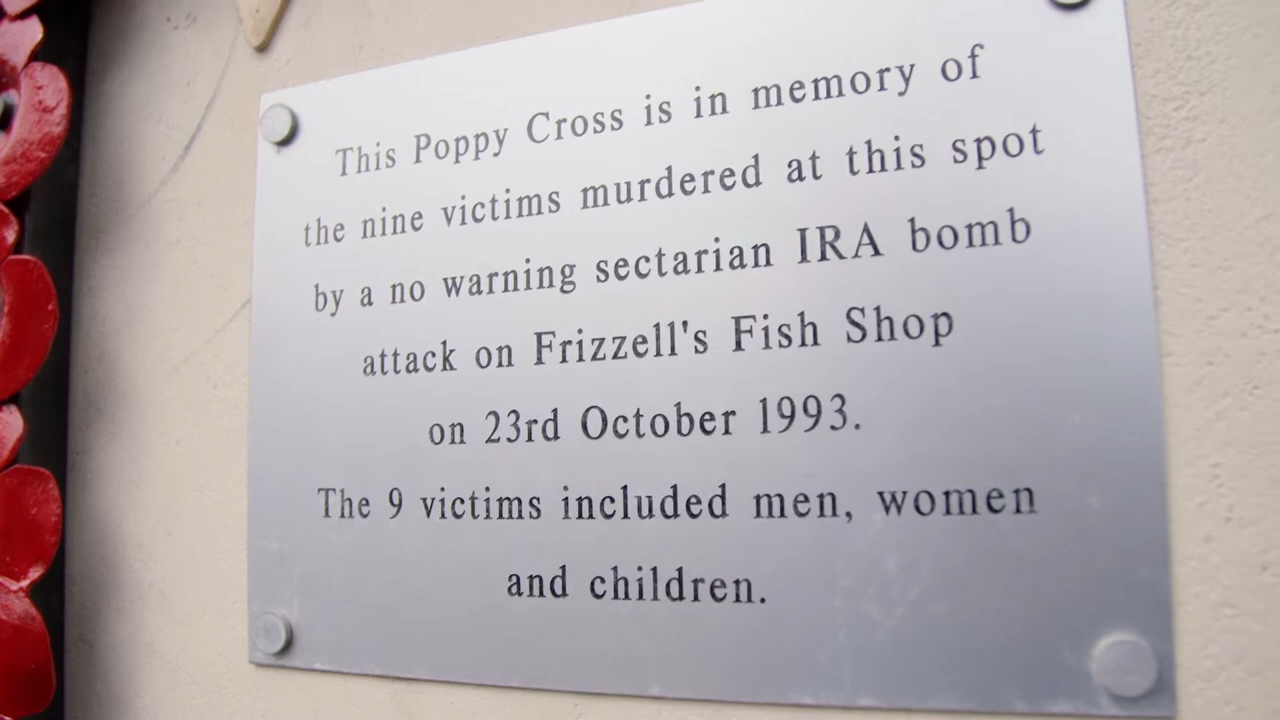 This Poppy Cross is in memory of
the nine victims murdered at this spot
by a no warning sectarian IRA bomb
attack on Frizzell's Fish Shop
on 23rd October 1993.
The 9 victims included men, women
and children.